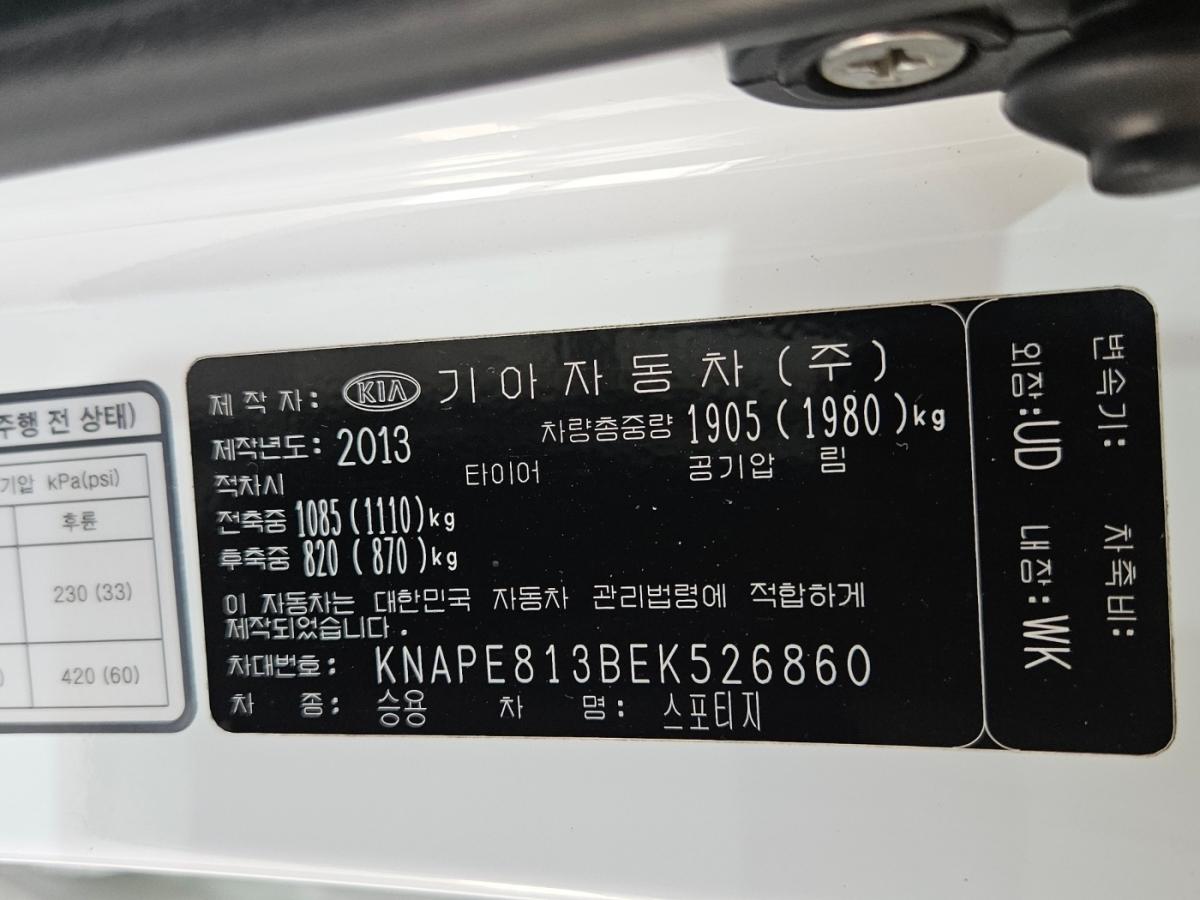 주행 전 상태)
기압 kPa(psi)
후륜
230 (33)
420 (60)
제작자: KIA 기아자동차(주)
제작년도: 2013 차량총중량 1905(1980)kg
적차시 타이어 공기압 림
전축중 1085(1110)kg
후축중 820(870)kg
이 자동차는 대한민국 자동차 관리법령에 적합하게
제작되었습니다.
차대번호: KNAPE813BEK526860
차 종: 승용 차 명: 스포티지
변속기: 차축비:
외장:UD 내장:WK